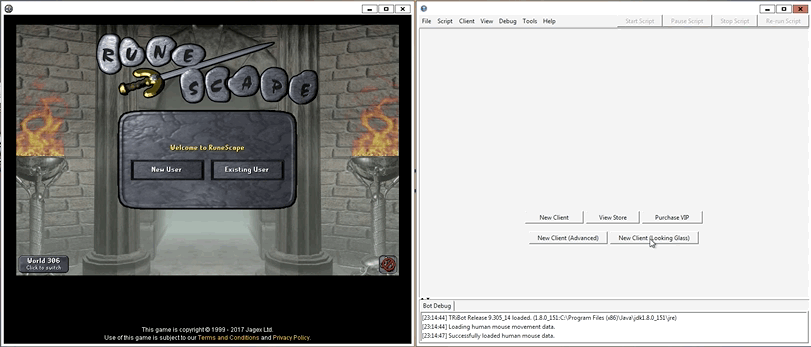 RUNE
SCAPE
Welcome to RuneScape
New User
Existing User
World 306
Click to switch
This game is copyright © 1999 - 2017 Jagex Ltd.
Use of this game is subject to our Terms and Conditions and Privacy Policy.
File Script Client View Debug Tools Help
Start Script Pause Script Stop Script Re-run Script
New Client View Store Purchase VIP
New Client (Advanced) New Client (Looking Glass)
Bot Debug
[23:14:44] TRiBot Release 9.305_14 loaded. (1.8.0_151:C:\Program Files (x86)\Java\jdk1.8.0_151\jre)
[23:14:44] Loading human mouse movement data.
[23:14:47] Successfully loaded human mouse data.